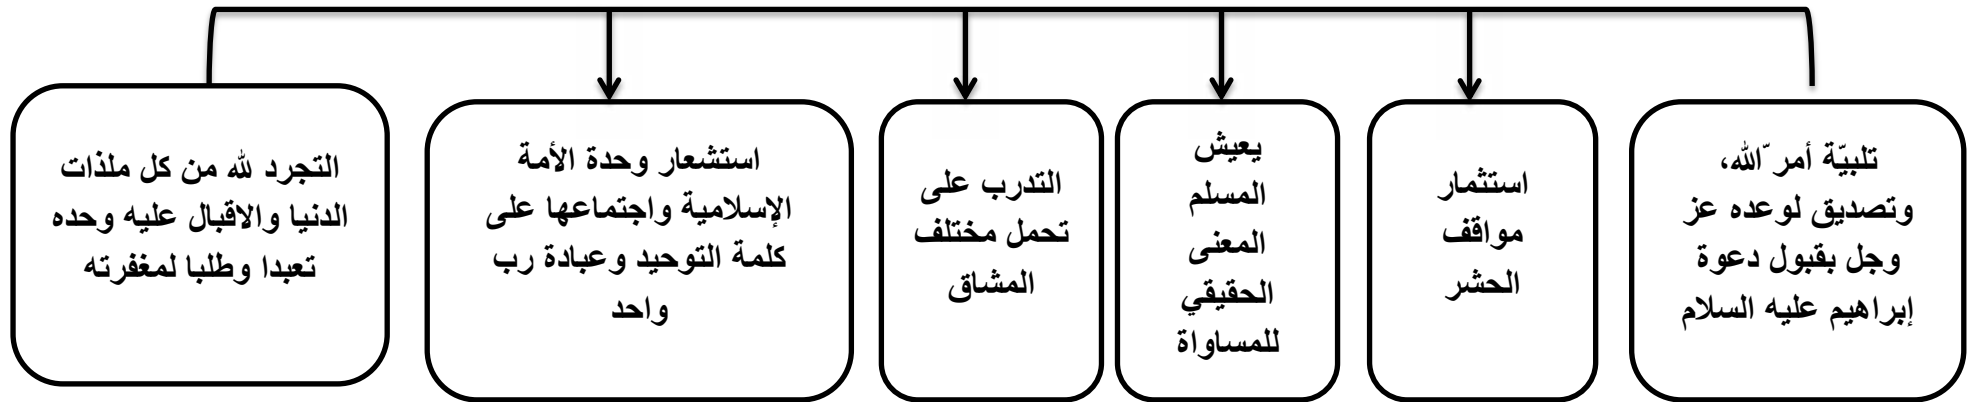 تلبيّة أمر ّالله،
وتصديق لوعده عز
وجل بقبول دعوة
إبراهيم عليه السلام
استثمار
مواقف
الحشر
يعيش
المسلم
المعنى
الحقيقي
للمساواة
التدرب على
تحمل مختلف
المشاق
استشعار وحدة الأمة
الإسلامية واجتماعها على
كلمة التوحيد وعبادة رب
واحد
التجرد لله من كل ملذات
الدنيا والاقبال عليه وحده
تعبدا وطلبا لمغفرته